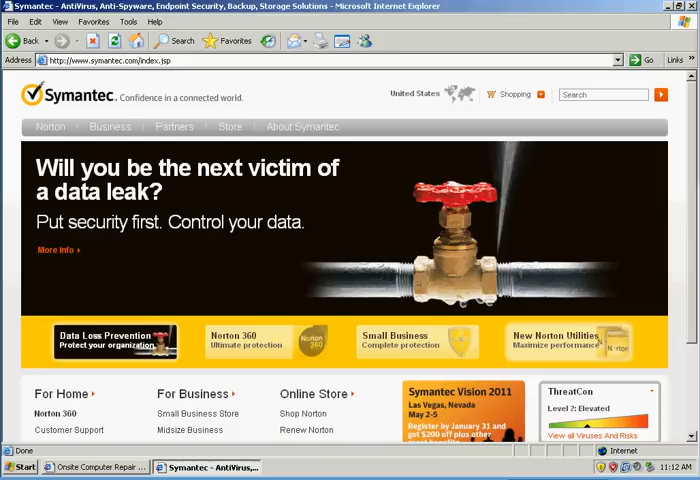 Symantec - AntiVirus, Anti-Spyware, Endpoint Security, Backup, Storage Solutions - Microsoft Internet Explorer
File Edit View Favorites Tools Help
Back Search Favorites
Address http://www.symantec.com/index.jsp Go Links »
Symantec. Confidence in a connected world. United States Shopping Search
Norton Business Partners Store About Symantec
Will you be the next victim of
a data leak?
Put security first. Control your data.
More Info
Data Loss Prevention
Protect your organization
Norton 360
Ultimate protection
Norton
360
Small Business
Complete protection
New Norton Utilities
Maximize performance
Norton
For Home
Norton 360
Customer Support
For Business
Small Business Store
Midsize Business
Online Store
Shop Norton
Renew Norton
Symantec Vision 2011
Las Vegas, Nevada
May 2-5
Register by January 31 and
get $200 off plus other
ThreatCon
Level 2: Elevated
View all Viruses And Risks
Done Internet
Start Onsite Computer Repair ... Symantec - AntiVirus,... 11:12 AM